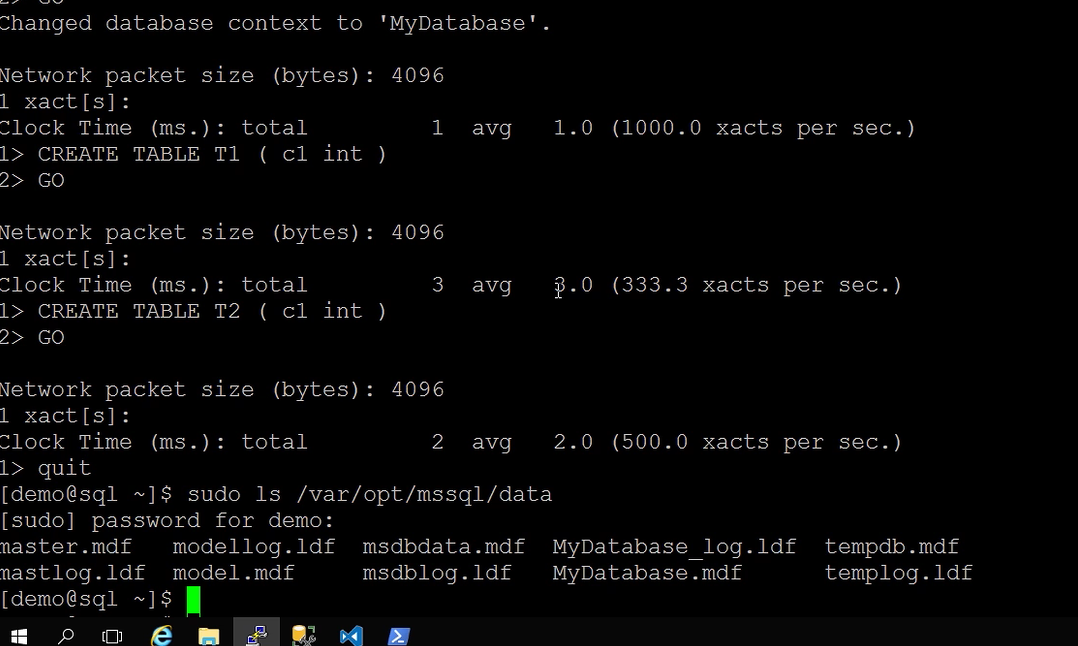 2> GO
Changed database context to 'MyDatabase'.
Network packet size (bytes): 4096
1 xact[s]:
Clock Time (ms.): total 1 avg 1.0 (1000.0 xacts per sec.)
1> CREATE TABLE T1 ( c1 int )
2> GO
Network packet size (bytes): 4096
1 xact[s]:
Clock Time (ms.): total 3 avg 3.0 (333.3 xacts per sec.)
1> CREATE TABLE T2 ( c1 int )
2> GO
Network packet size (bytes): 4096
1 xact[s]:
Clock Time (ms.): total 2 avg 2.0 (500.0 xacts per sec.)
1> quit
[demo@sql ~]$ sudo ls /var/opt/mssql/data
[sudo] password for demo:
master.mdf modellog.ldf msdbdata.mdf MyDatabase_log.ldf tempdb.mdf
mastlog.ldf model.mdf msdblog.ldf MyDatabase.mdf templog.ldf
[demo@sql ~]$